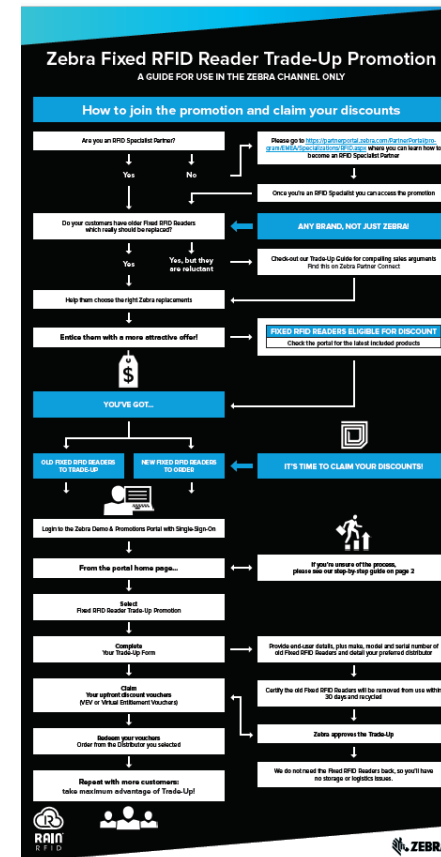 Zebra Fixed RFID Reader Trade-Up Promotion
A GUIDE FOR USE IN THE ZEBRA CHANNEL ONLY
How to join the promotion and claim your discounts
Are you an RFID Specialist Partner?
Please go to https://partnerportal.zebra.com/PartnerPortal/pro-
gram/EMEA/Specializations/RFID.aspx where you can learn how to
become an RFID Specialist Partner
Yes
No
Once you're an RFID Specialist you can access the promotion
Do your customers have older Fixed RFID Readers
which really should be replaced?
ANY BRAND, NOT JUST ZEBRA!
Yes
Yes, but they
are reluctant
Check-out our Trade-Up Guide for compelling sales arguments
Find this on Zebra Partner Connect
Help them choose the right Zebra replacements
Entice them with a more attractive offer!
FIXED RFID READERS ELIGIBLE FOR DISCOUNT
Check the portal for the latest included products
$
YOU'VE GOT...
OLD FIXED RFID READERS
TO TRADE-UP
NEW FIXED RFID READERS
TO ORDER
IT'S TIME TO CLAIM YOUR DISCOUNTS!
Login to the Zebra Demo & Promotions Portal with Single-Sign-On
From the portal home page...
If you're unsure of the process,
please see our step-by-step guide on page 2
Select
Fixed RFID Reader Trade-Up Promotion
Complete
Your Trade-Up Form
Provide end-user details, plus make, model and serial number of
old Fixed RFID Readers and detail your preferred distributor
Claim
Your upfront discount vouchers
(VEV or Virtual Entitlement Vouchers)
Certify the old Fixed RFID Readers will be removed from use within
30 days and recycled
Redeem your vouchers
Order from the Distributor you selected
Zebra approves the Trade-Up
Repeat with more customers:
take maximum advantage of Trade-Up!
We do not need the Fixed RFID Readers back, so you'll have
no storage or logistics issues.
RAIN
RFID
ZEBRA